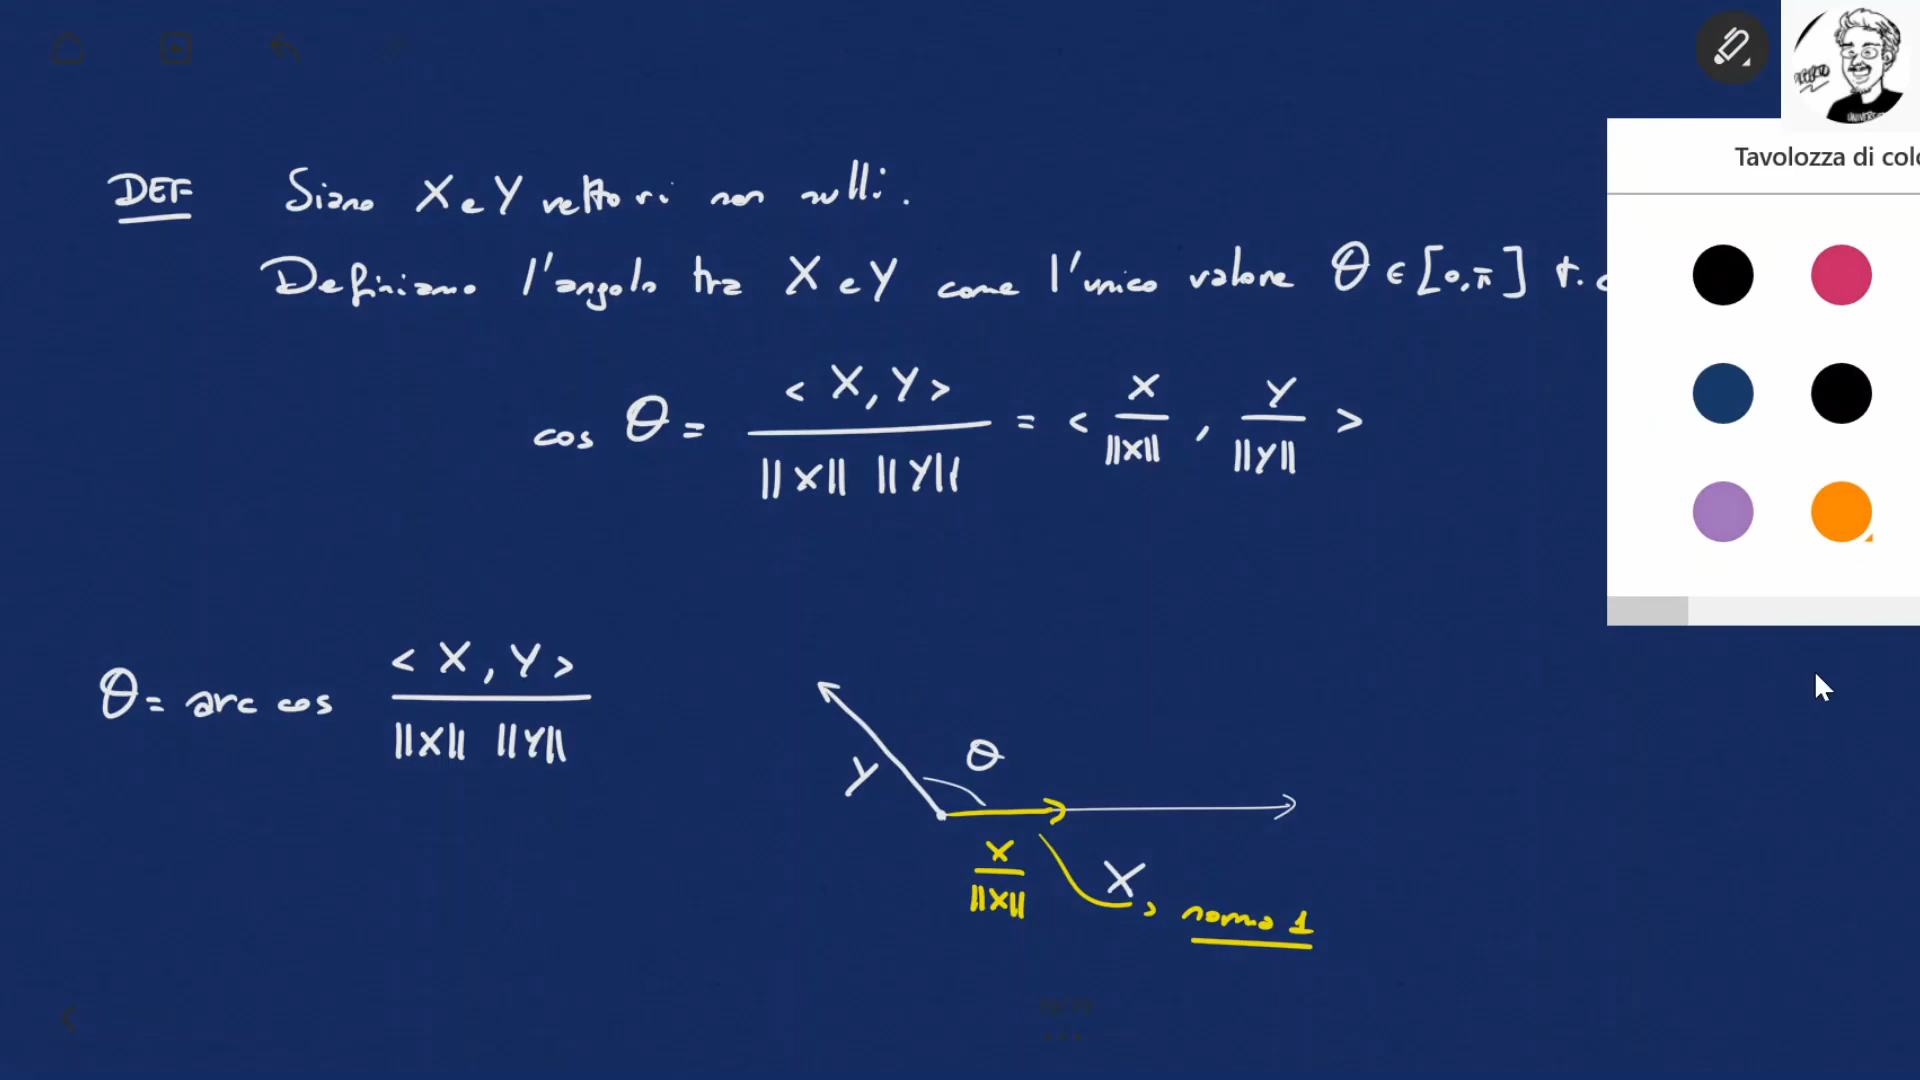 DEF Siano X e Y vettori non nulli.
Definiamo l'angolo tra X e Y come l'unico valore θ ∈ [0, π] t.c
cos θ = <X, Y> / ||X|| ||Y|| = < X / ||X|| , Y / ||Y|| >
θ = arc cos <X, Y> / ||X|| ||Y||
Y
θ
X / ||X||
X
norma 1
Tavolozza di colo